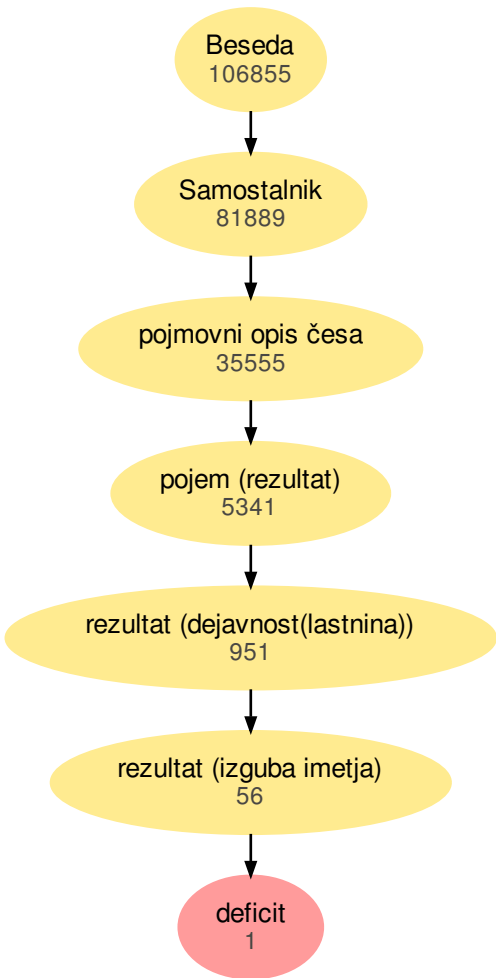 Beseda
106855
Samostalnik
81889
pojmovni opis česa
35555
pojem (rezultat)
5341
rezultat (dejavnost(lastnina))
951
rezultat (izguba imetja)
56
deficit
1